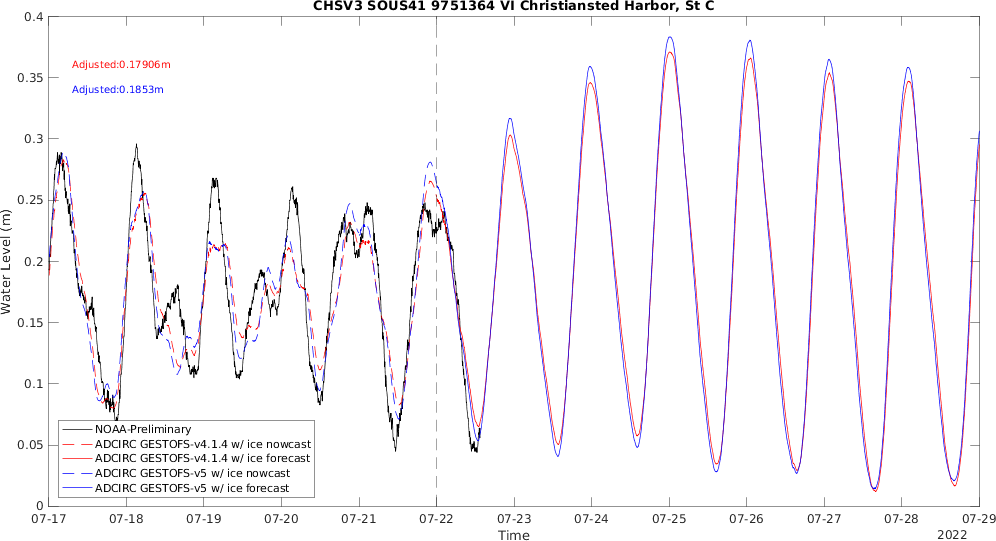 CHSV3 SOUS41 9751364 VI Christiansted Harbor, St C
0.4
0.35
0.3
0.25
0.2
0.15
0.1
0.05
0
Water Level (m)
Adjusted:0.17906m
Adjusted:0.1853m
NOAA-Preliminary
ADCIRC GESTOFS-v4.1.4 w/ ice nowcast
ADCIRC GESTOFS-v4.1.4 w/ ice forecast
ADCIRC GESTOFS-v5 w/ ice nowcast
ADCIRC GESTOFS-v5 w/ ice forecast
07-17 07-18 07-19 07-20 07-21 07-22 07-23 07-24 07-25 07-26 07-27 07-28 07-29
Time
2022